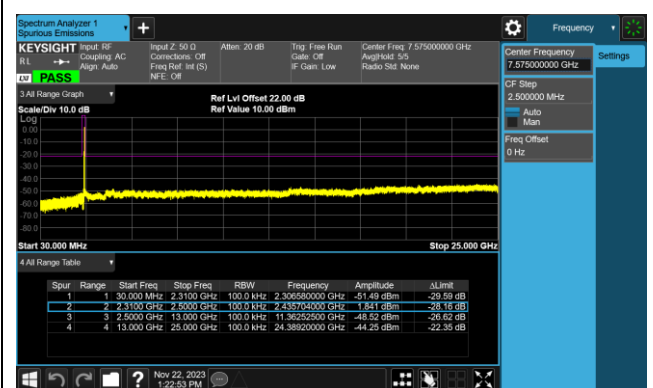 Spectrum Analyzer 1
Spurious Emissions
Frequency
KEYSIGHT
RL
LXI
PASS
Input: RF
Coupling: AC
Align: Auto
Input Z: 50 Ω
Corrections: Off
Freq Ref: Int (S)
NFE: Off
Atten: 20 dB
Trig: Free Run
Gate: Off
IF Gain: Low
Center Freq: 7.575000000 GHz
Avg|Hold: 5/5
Radio Std: None
Center Frequency
7.575000000 GHz
Settings
CF Step
2.500000 MHz
Auto
Man
Freq Offset
0 Hz
3 All Range Graph
Scale/Div 10.0 dB
Ref Lvl Offset 22.00 dB
Ref Value 10.00 dBm
Log
0.00
-10.0
-20.0
-30.0
-40.0
-50.0
-60.0
-70.0
-80.0
Start 30.000 MHz
Stop 25.000 GHz
4 All Range Table
Spur Range Start Freq Stop Freq RBW Frequency Amplitude ΔLimit
1 1 30.000 MHz 2.3100 GHz 100.0 kHz 2.306580000 GHz -51.49 dBm -29.59 dB
2 2 2.3100 GHz 2.5000 GHz 100.0 kHz 2.435704000 GHz 1.841 dBm -28.16 dB
3 3 2.5000 GHz 13.000 GHz 100.0 kHz 11.36252500 GHz -48.52 dBm -26.62 dB
4 4 13.000 GHz 25.000 GHz 100.0 kHz 24.38920000 GHz -44.25 dBm -22.35 dB
Nov 22, 2023
1:22:53 PM